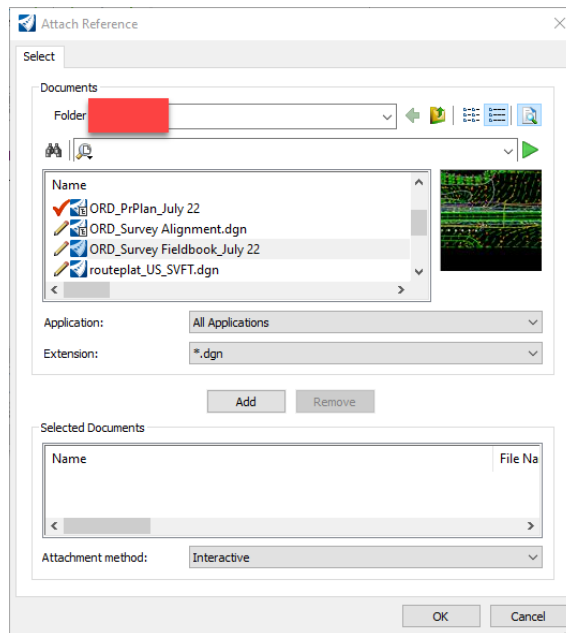 Attach Reference
Select
Documents
Folder
Name
ORD_PrPlan_July 22
ORD_Survey Alignment.dgn
ORD_Survey Fieldbook_July 22
routeplat_US_SVFT.dgn
Application: All Applications
Extension: *.dgn
Add Remove
Selected Documents
Name File Na
Attachment method: Interactive
OK Cancel